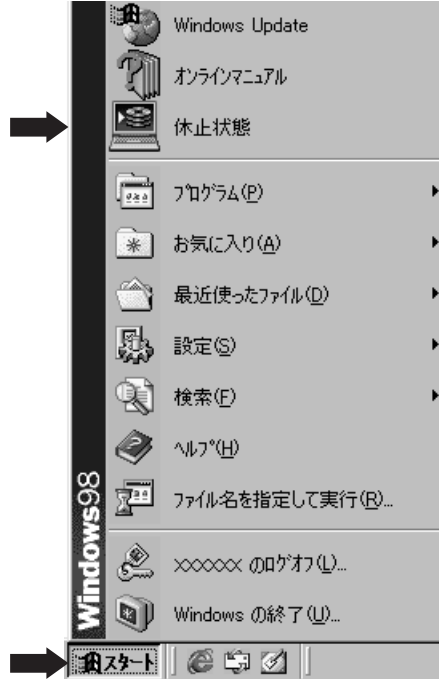 Windows Update
オンラインマニュアル
休止状態
プログラム(P)
お気に入り(A)
最近使ったファイル(D)
設定(S)
検索(F)
ヘルプ(H)
ファイル名を指定して実行(R)...
xxxxxxx のログオフ(L)...
Windows の終了(U)...
Windows98
スタート